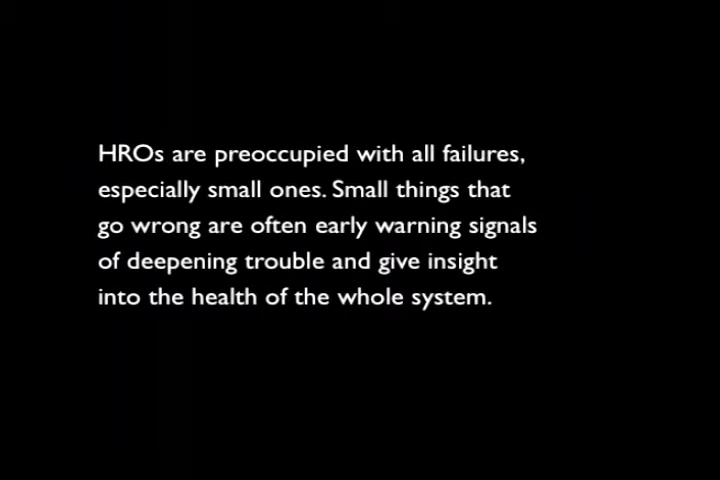 HROs are preoccupied with all failures,
especially small ones. Small things that
go wrong are often early warning signals
of deepening trouble and give insight
into the health of the whole system.